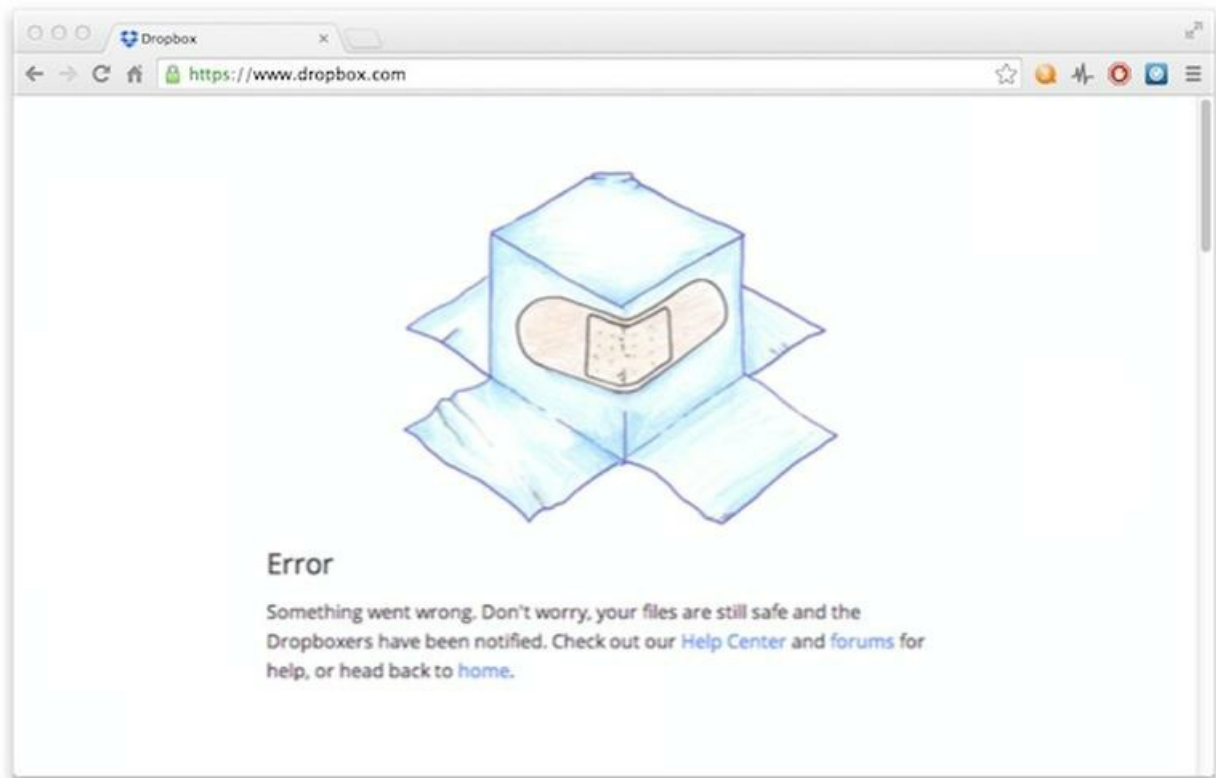 Dropbox
https://www.dropbox.com
Error
Something went wrong. Don't worry, your files are still safe and the
Dropboxers have been notified. Check out our Help Center and forums for
help, or head back to home.